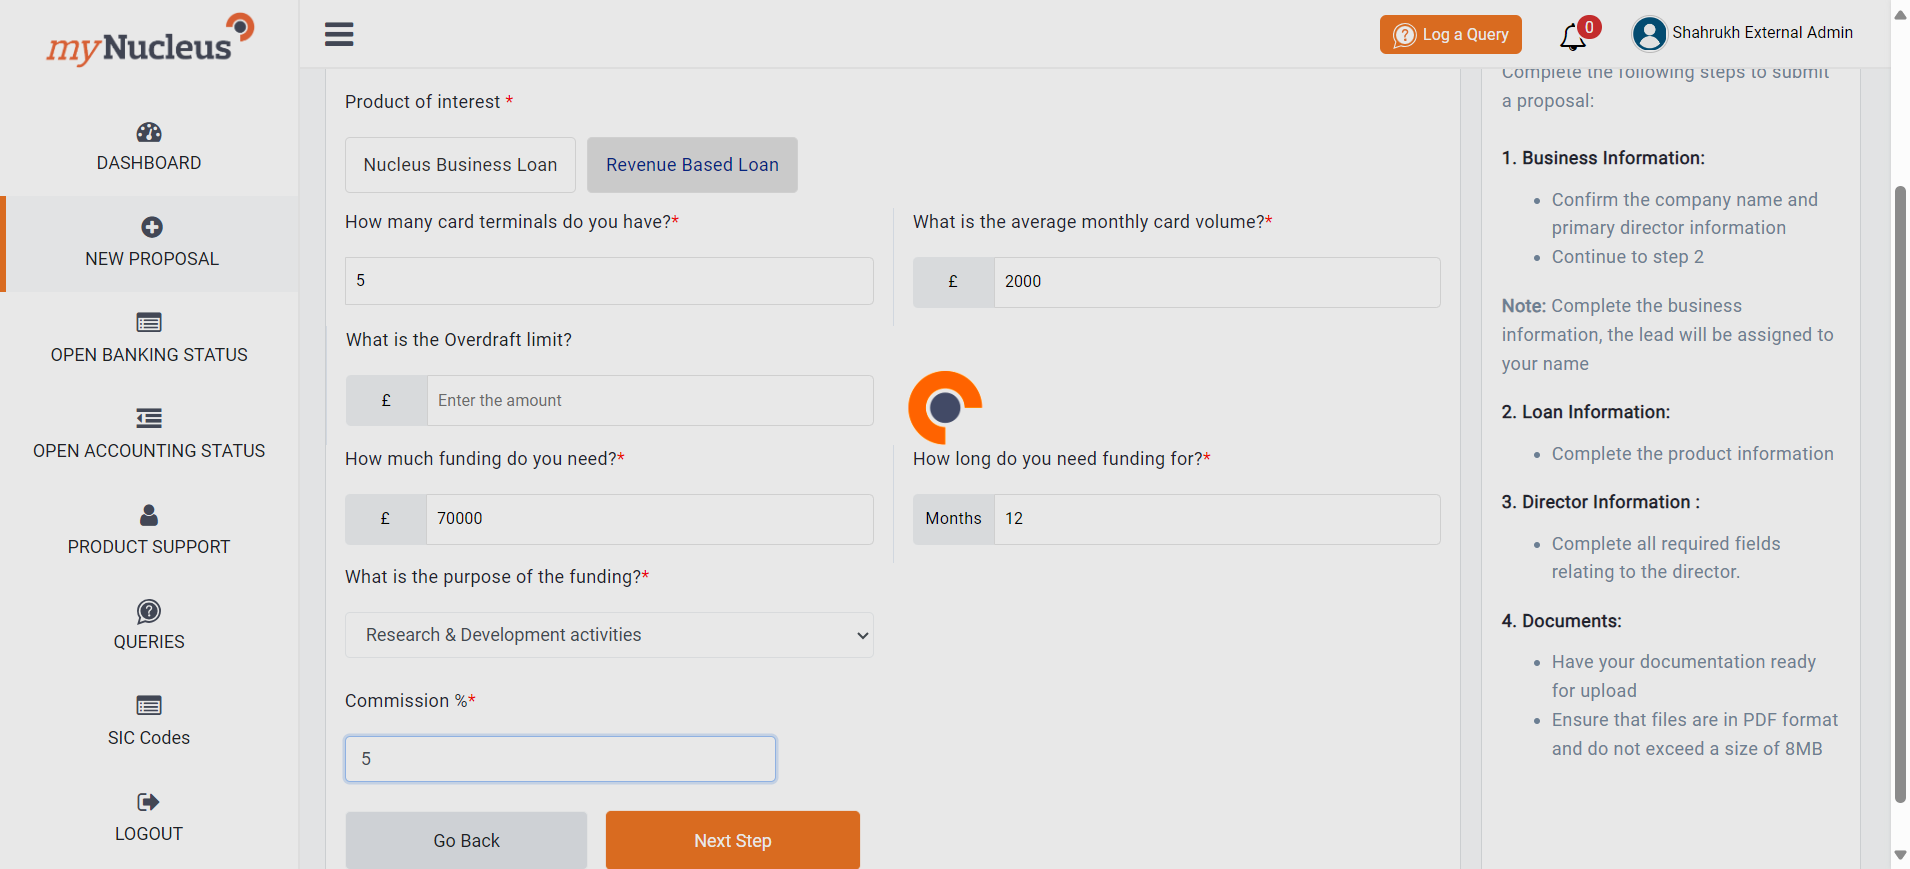 myNucleus
DASHBOARD
NEW PROPOSAL
OPEN BANKING STATUS
OPEN ACCOUNTING STATUS
PRODUCT SUPPORT
QUERIES
SIC Codes
LOGOUT
Log a Query
0
Shahrukh External Admin
Product of interest *
Nucleus Business Loan
Revenue Based Loan
How many card terminals do you have?*
5
What is the average monthly card volume?*
£ 2000
What is the Overdraft limit?
£ Enter the amount
How much funding do you need?*
£ 70000
How long do you need funding for?*
Months 12
What is the purpose of the funding?*
Research & Development activities
Commission %*
5
Go Back
Next Step
Complete the following steps to submit
a proposal:
1. Business Information:
• Confirm the company name and
primary director information
• Continue to step 2
Note: Complete the business
information, the lead will be assigned to
your name
2. Loan Information:
• Complete the product information
3. Director Information :
• Complete all required fields
relating to the director.
4. Documents:
• Have your documentation ready
for upload
• Ensure that files are in PDF format
and do not exceed a size of 8MB